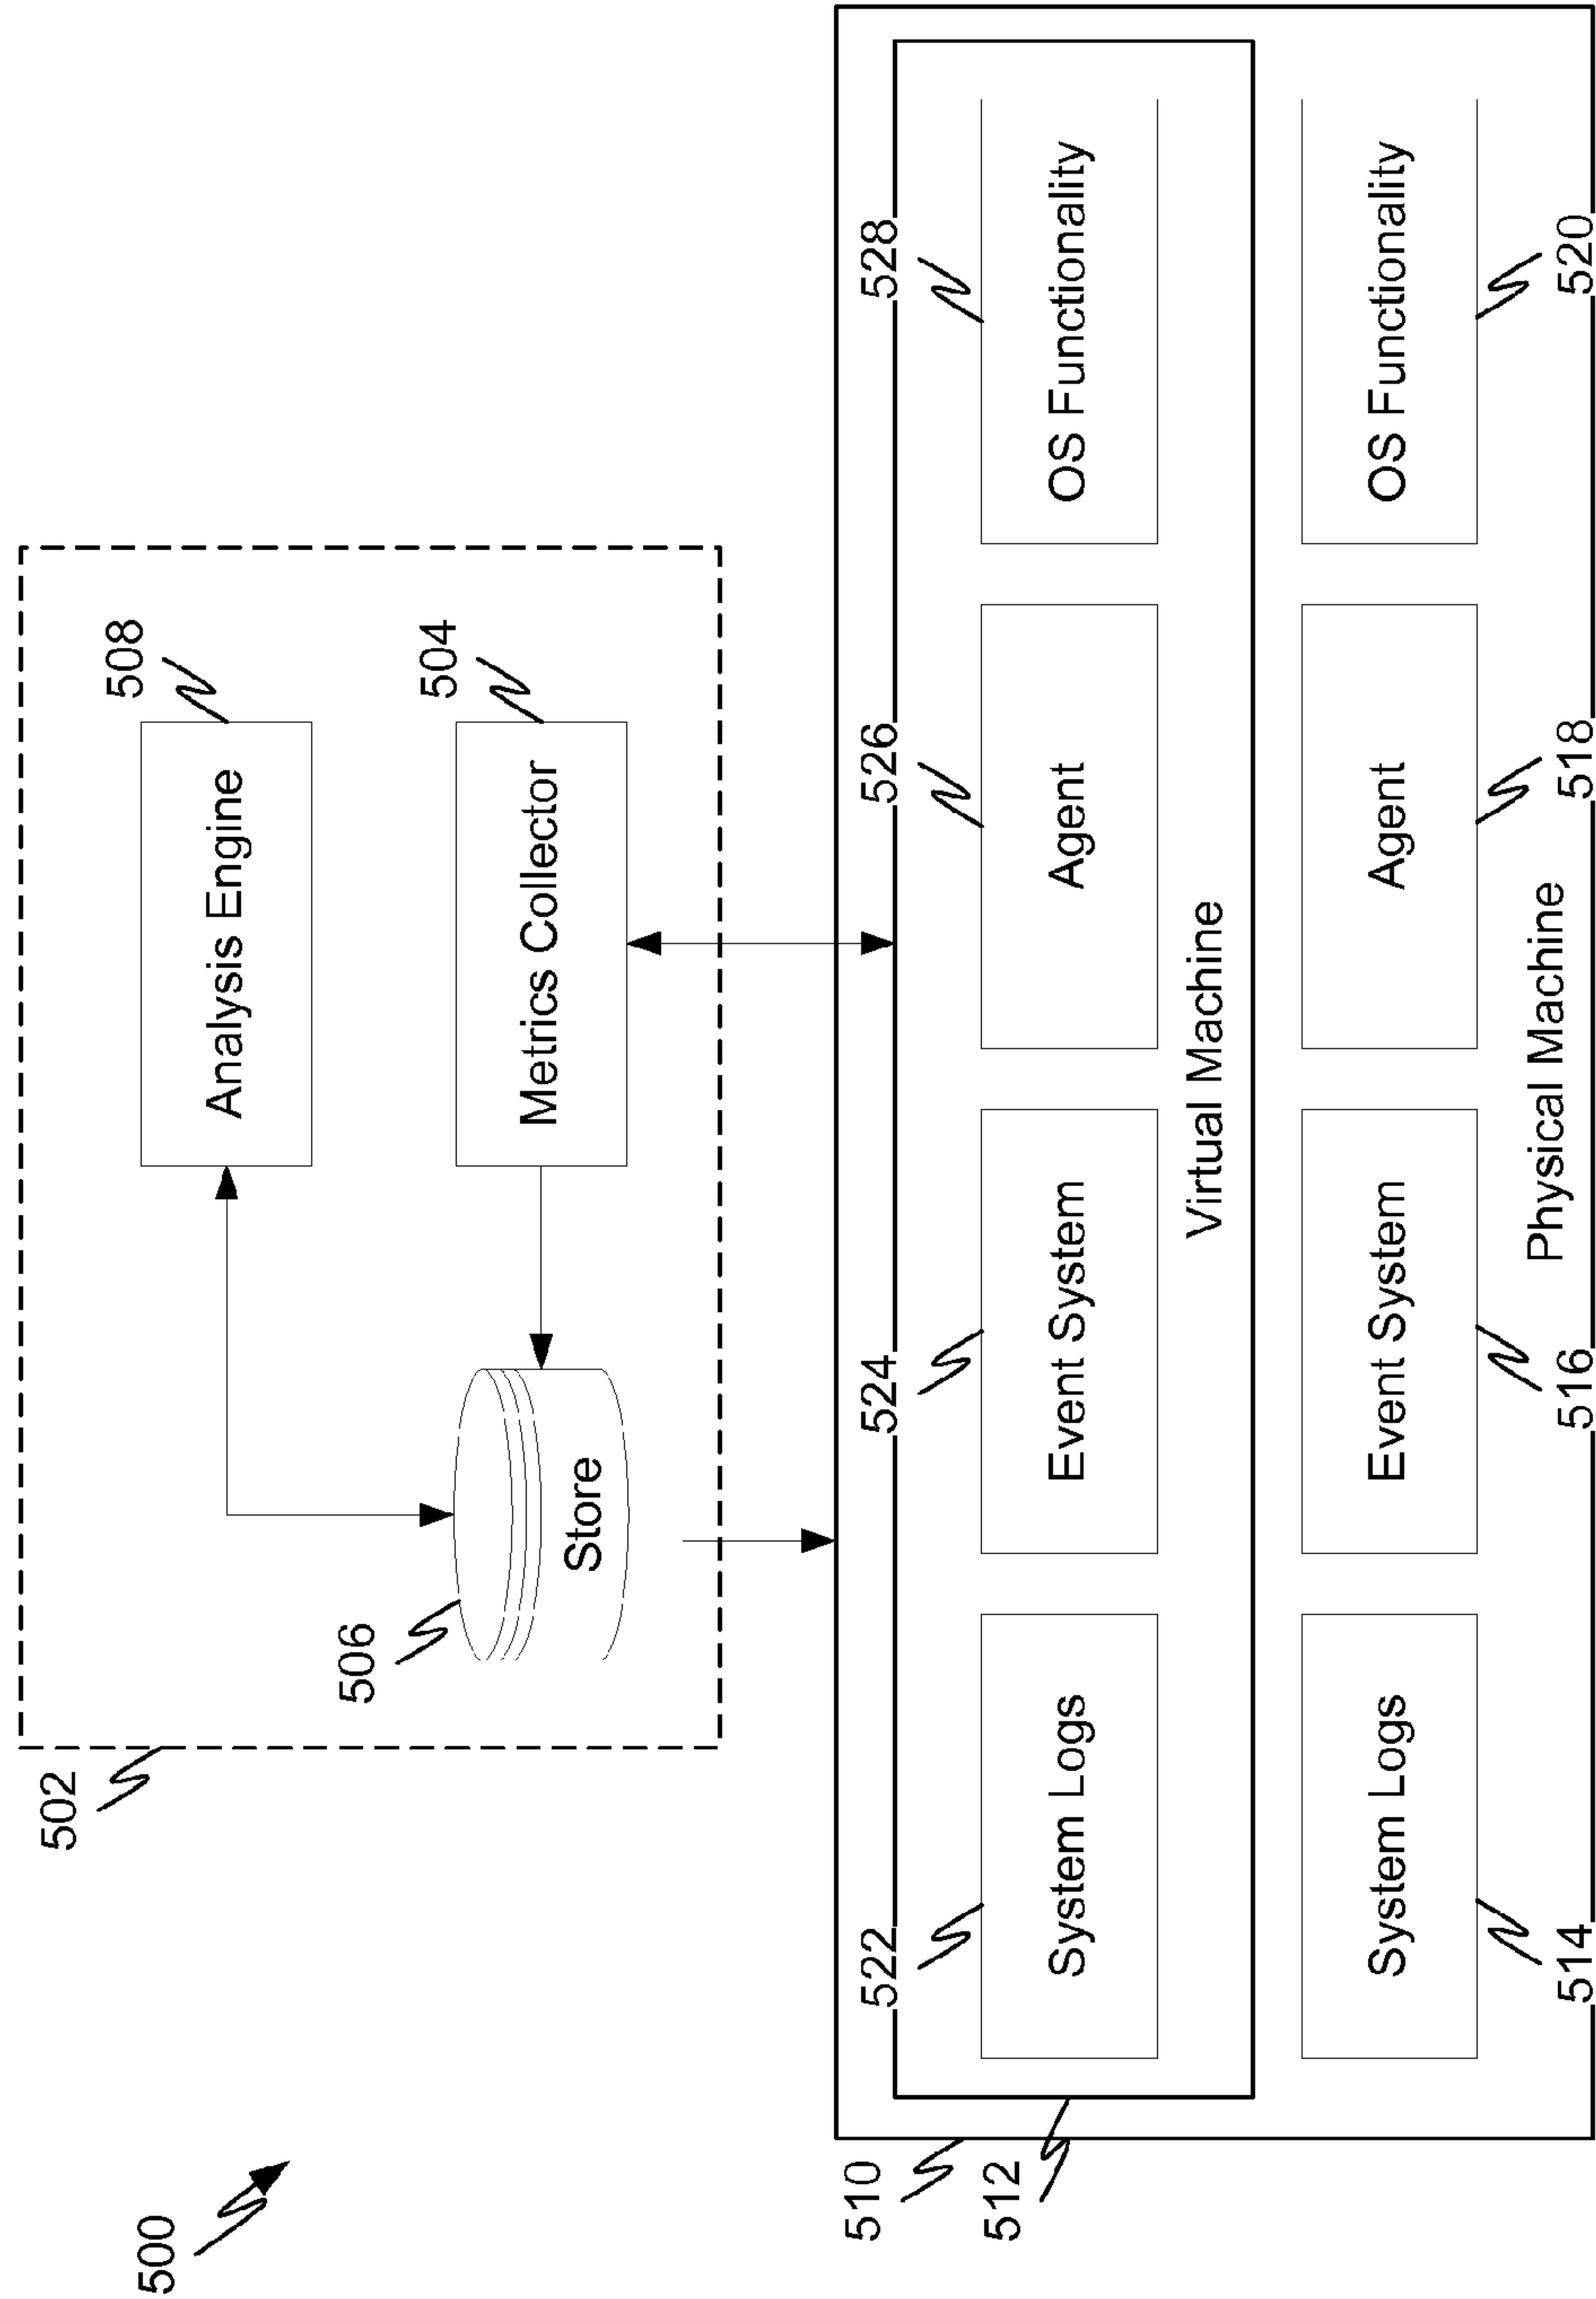 500
502
508
Analysis Engine
504
Metrics Collector
506
Store
510
512
522
524
526
528
System Logs
Event System
Agent
OS Functionality
Virtual Machine
System Logs
Event System
Agent
OS Functionality
Physical Machine
514
516
518
520